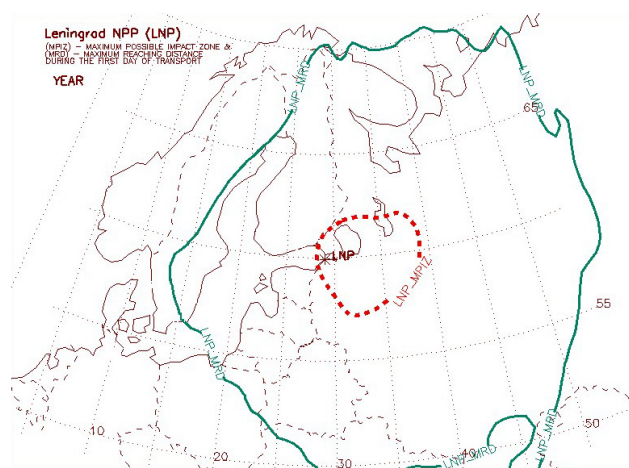 Leningrad NPP (LNP)
(MPIZ) – MAXIMUM POSSIBLE IMPACT ZONE &
(MRD) – MAXIMUM REACHING DISTANCE
DURING THE FIRST DAY OF TRANSPORT
YEAR
LNP_MRD
LNP_MRD
65
LNP
LNP_MPIZ
55
LNP_MRD
50
LNP_MRD
10
20
30
40
LNP_MRD